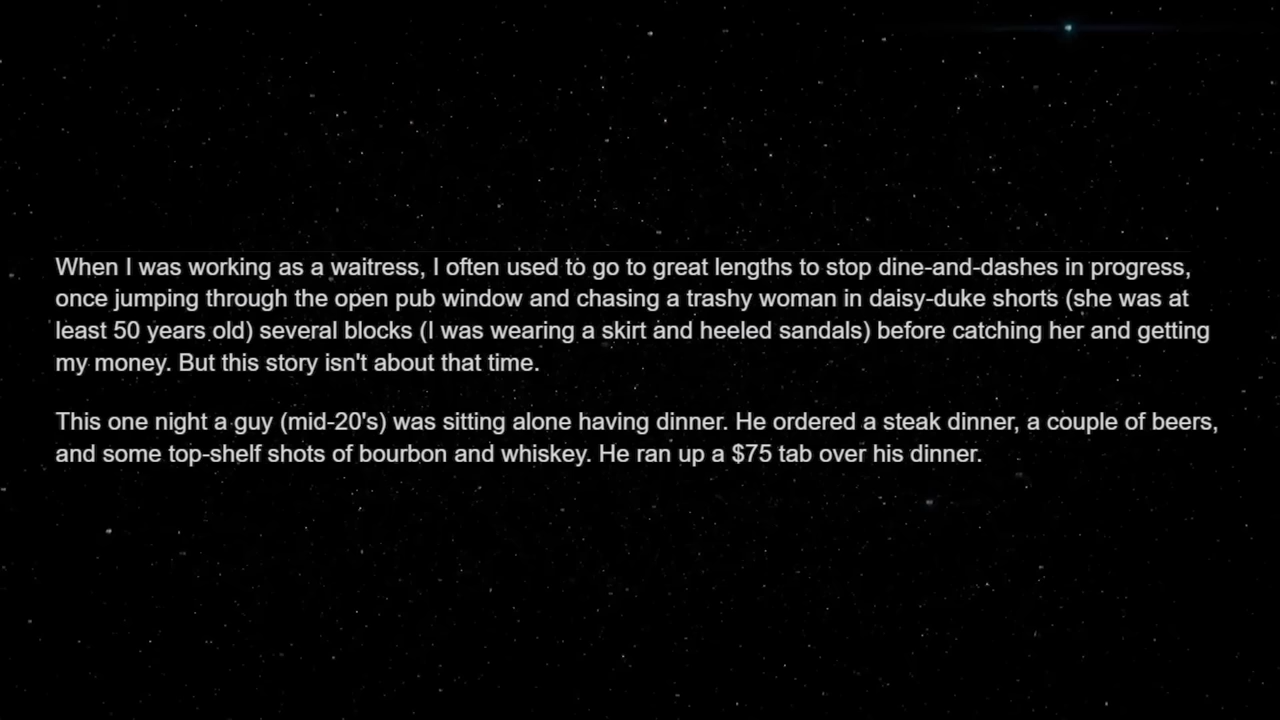 When I was working as a waitress, I often used to go to great lengths to stop dine-and-dashes in progress,
once jumping through the open pub window and chasing a trashy woman in daisy-duke shorts (she was at
least 50 years old) several blocks (I was wearing a skirt and heeled sandals) before catching her and getting
my money. But this story isn't about that time.
This one night a guy (mid-20's) was sitting alone having dinner. He ordered a steak dinner, a couple of beers,
and some top-shelf shots of bourbon and whiskey. He ran up a $75 tab over his dinner.